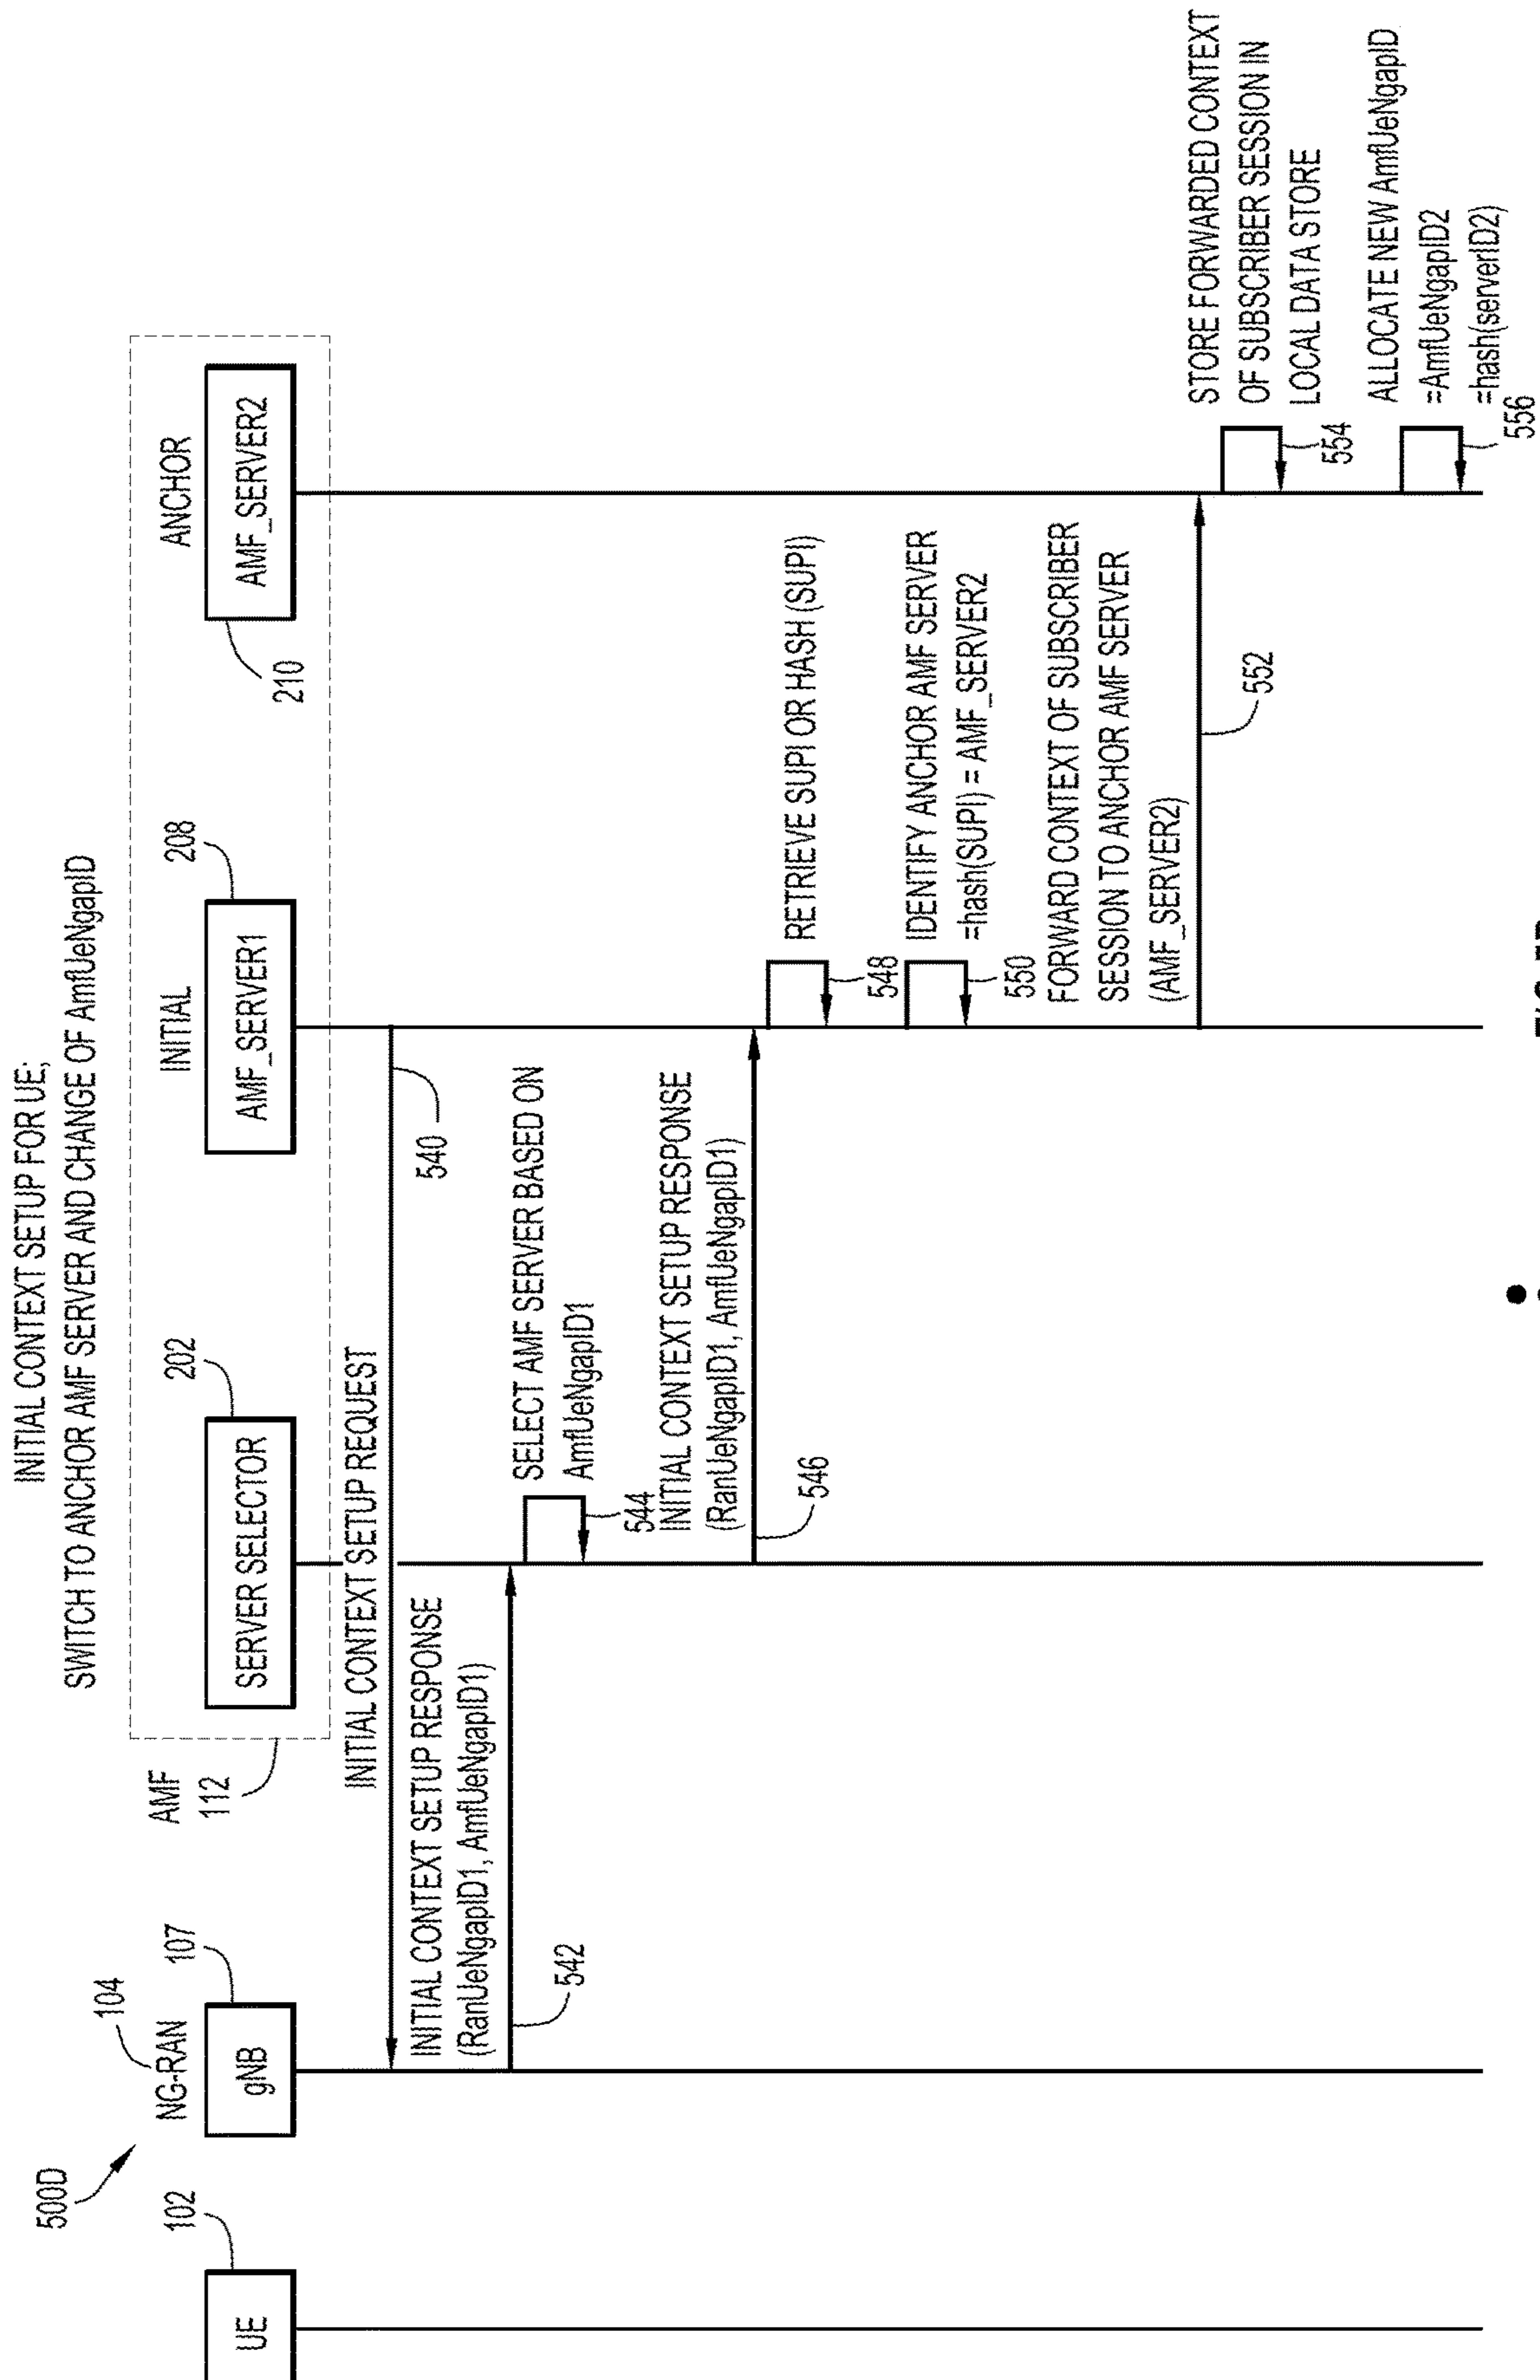 INITIAL CONTEXT SETUP FOR UE;
SWITCH TO ANCHOR AMF SERVER AND CHANGE OF AmfUeNgapID
500D
102
UE
104
NG-RAN
107
gNB
AMF
112
202
SERVER SELECTOR
INITIAL
208
AMF_SERVER1
ANCHOR
AMF_SERVER2
210
INITIAL CONTEXT SETUP REQUEST
540
INITIAL CONTEXT SETUP RESPONSE
(RanUeNgapID1, AmfUeNgapID1)
542
SELECT AMF SERVER BASED ON
AmfUeNgapID1
544
INITIAL CONTEXT SETUP RESPONSE
(RanUeNgapID1, AmfUeNgapID1)
546
RETRIEVE SUPI OR HASH (SUPI)
548
IDENTIFY ANCHOR AMF SERVER
=hash(SUPI) = AMF_SERVER2
550
FORWARD CONTEXT OF SUBSCRIBER
SESSION TO ANCHOR AMF SERVER
(AMF_SERVER2)
552
STORE FORWARDED CONTEXT
OF SUBSCRIBER SESSION IN
LOCAL DATA STORE
554
ALLOCATE NEW AmfUeNgapID
=AmfUeNgapID2
=hash(serverID2)
556